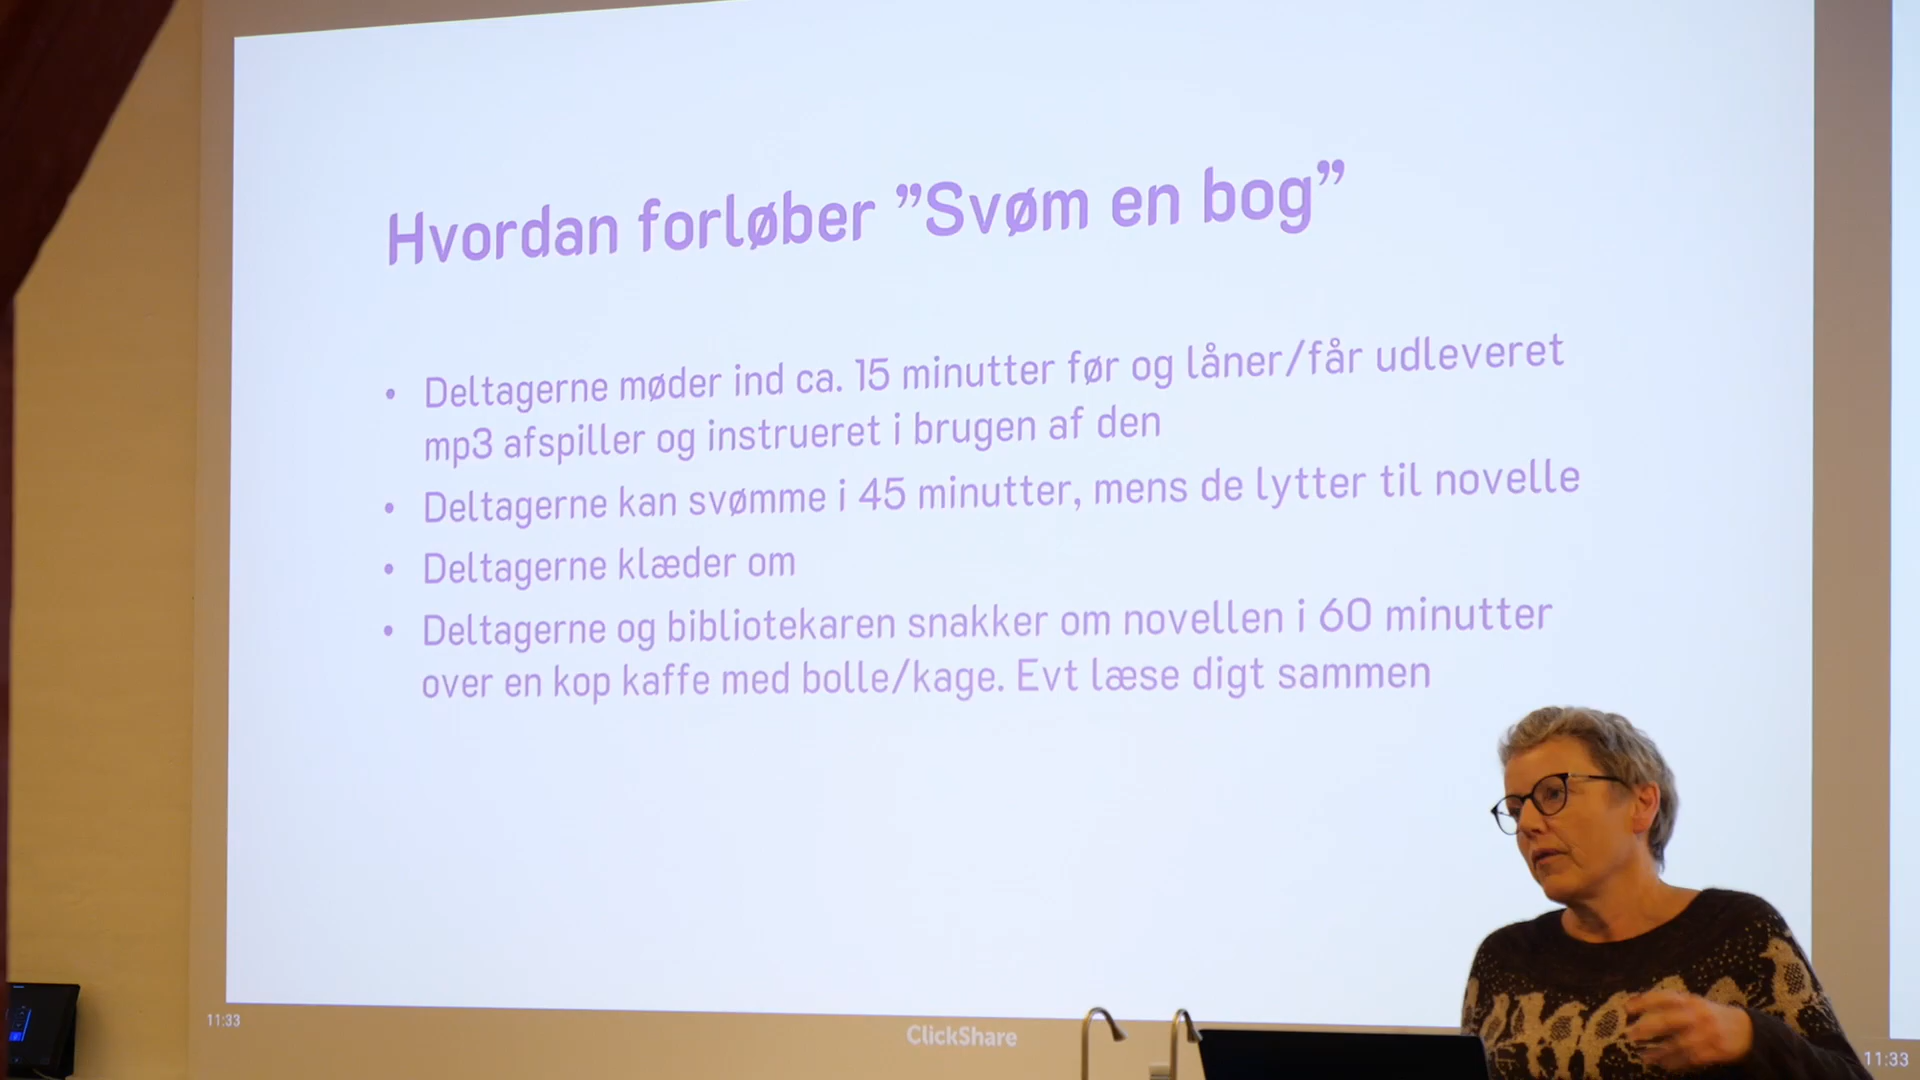 Hvordan forløber ”Svøm en bog”
• Deltagerne møder ind ca. 15 minutter før og låner/får udleveret
mp3 afspiller og instrueret i brugen af den
• Deltagerne kan svømme i 45 minutter, mens de lytter til novelle
• Deltagerne klæder om
• Deltagerne og bibliotekaren snakker om novellen i 60 minutter
over en kop kaffe med bolle/kage. Evt læse digt sammen
11:33
ClickShare
11:33